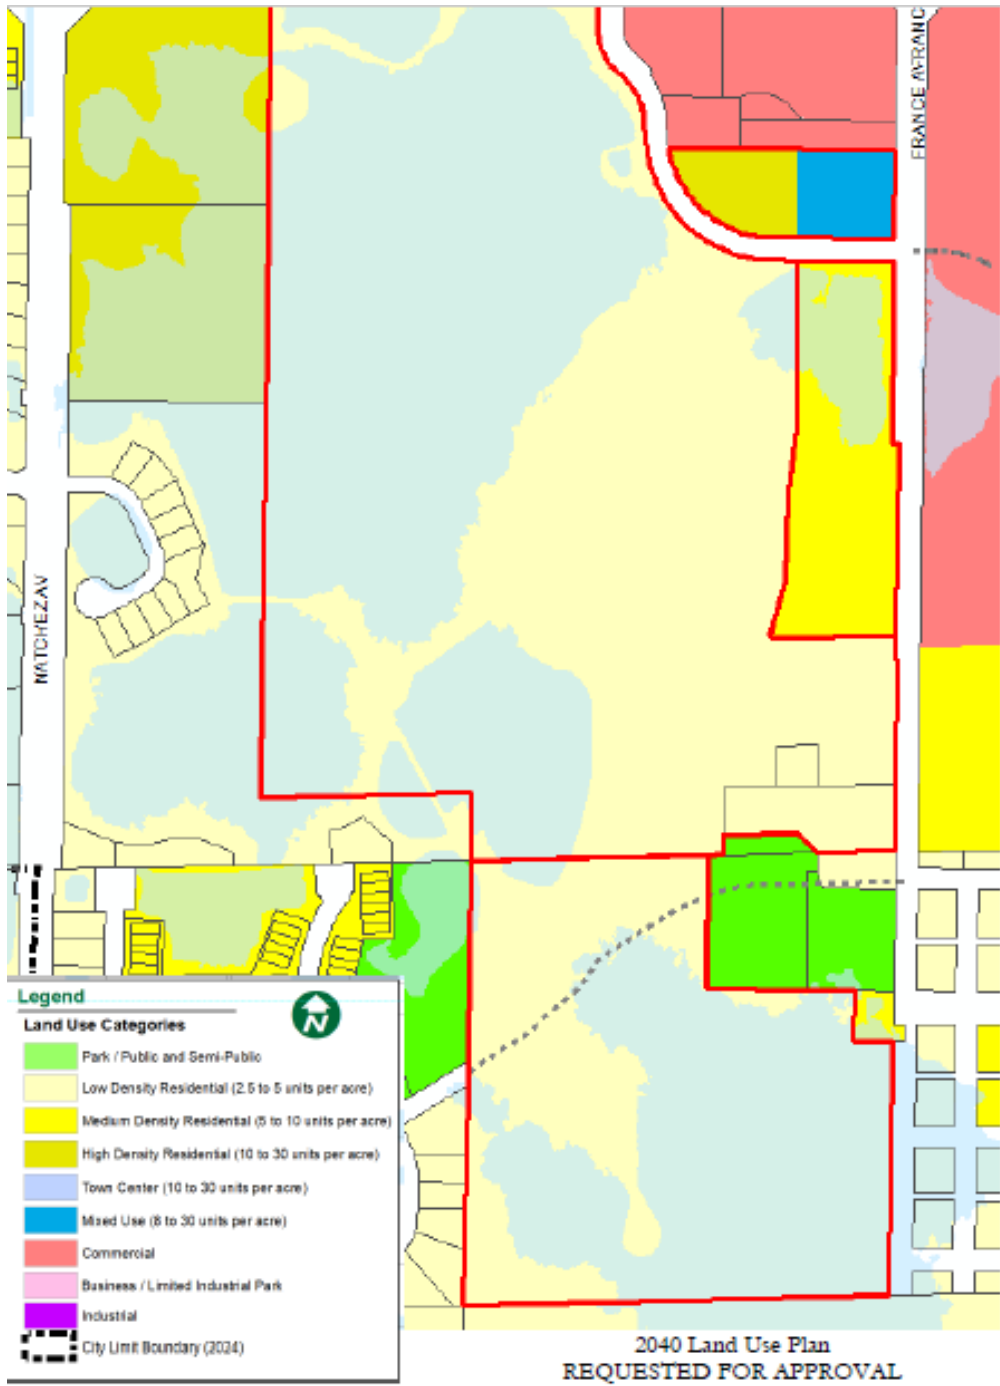 FRANCE AV
FRANC
NATCHEZ AV
Legend
N
Land Use Categories
Park / Public and Semi-Public
Low Density Residential (2.5 to 5 units per acre)
Medium Density Residential (5 to 10 units per acre)
High Density Residential (10 to 30 units per acre)
Town Center (10 to 30 units per acre)
Mixed Use (8 to 30 units per acre)
Commercial
Business / Limited Industrial Park
Industrial
City Limit Boundary (2024)
2040 Land Use Plan
REQUESTED FOR APPROVAL